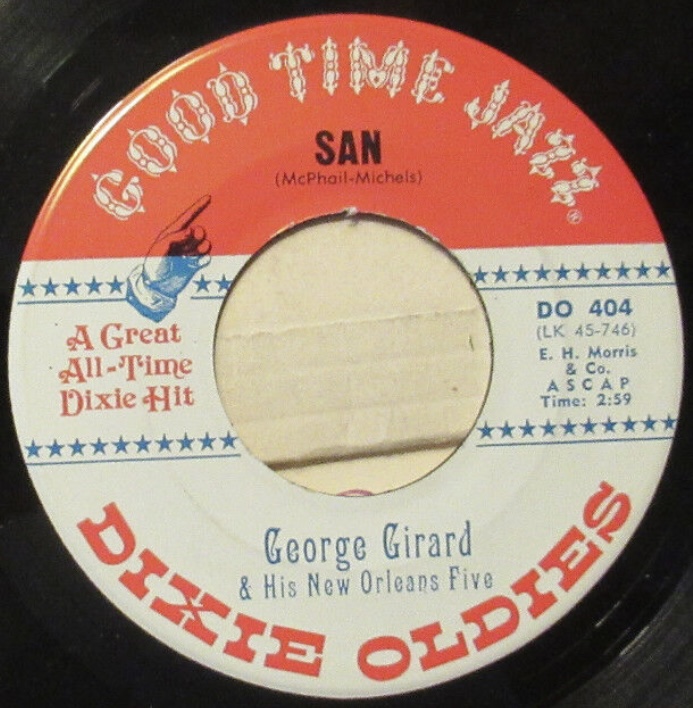 GOOD TIME JAZZ®
SAN
(McPhail-Michels)
A Great
All-Time
Dixie Hit
DO 404
(LK 45-746)
E. H. Morris
& Co.
A S C A P
Time: 2:59
George Girard
& His New Orleans Five
DIXIE OLDIES